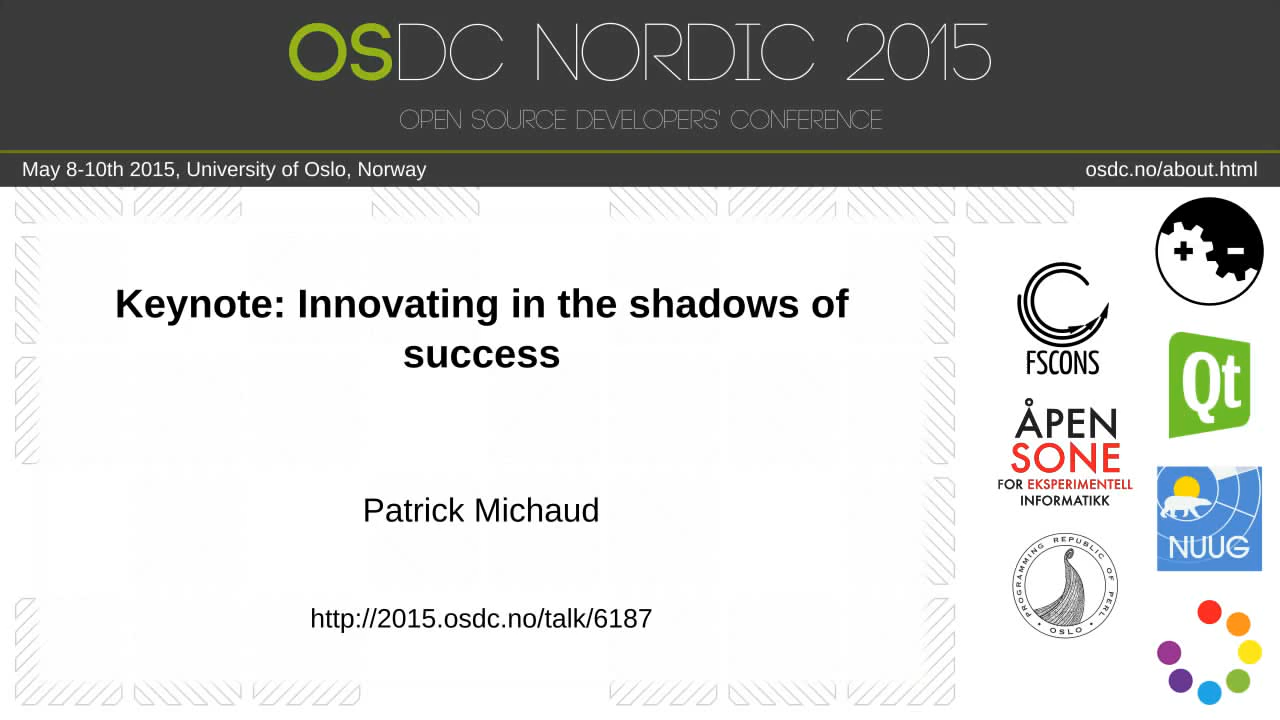 OSDC NORDIC 2015
OPEN SOURCE DEVELOPERS' CONFERENCE
May 8-10th 2015, University of Oslo, Norway
osdc.no/about.html
Keynote: Innovating in the shadows of
success
Patrick Michaud
http://2015.osdc.no/talk/6187
FSCONS
Qt
ÅPEN
SONE
FOR EKSPERIMENTELL
INFORMATIKK
NUUG
PROGRAMMING REPUBLIC OF PERL
• OSLO •